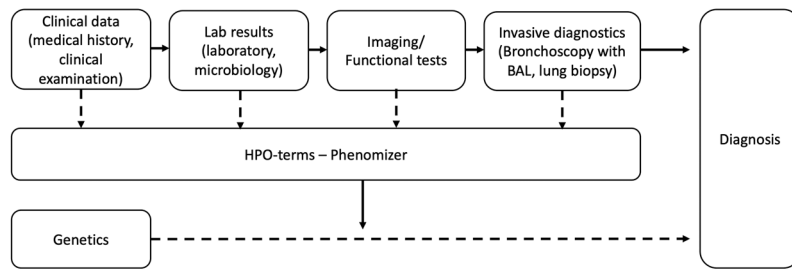 Clinical data
(medical history,
clinical
examination)
Lab results
(laboratory,
microbiology)
Imaging/
Functional tests
Invasive diagnostics
(Bronchoscopy with
BAL, lung biopsy)
Diagnosis
HPO-terms – Phenomizer
Genetics